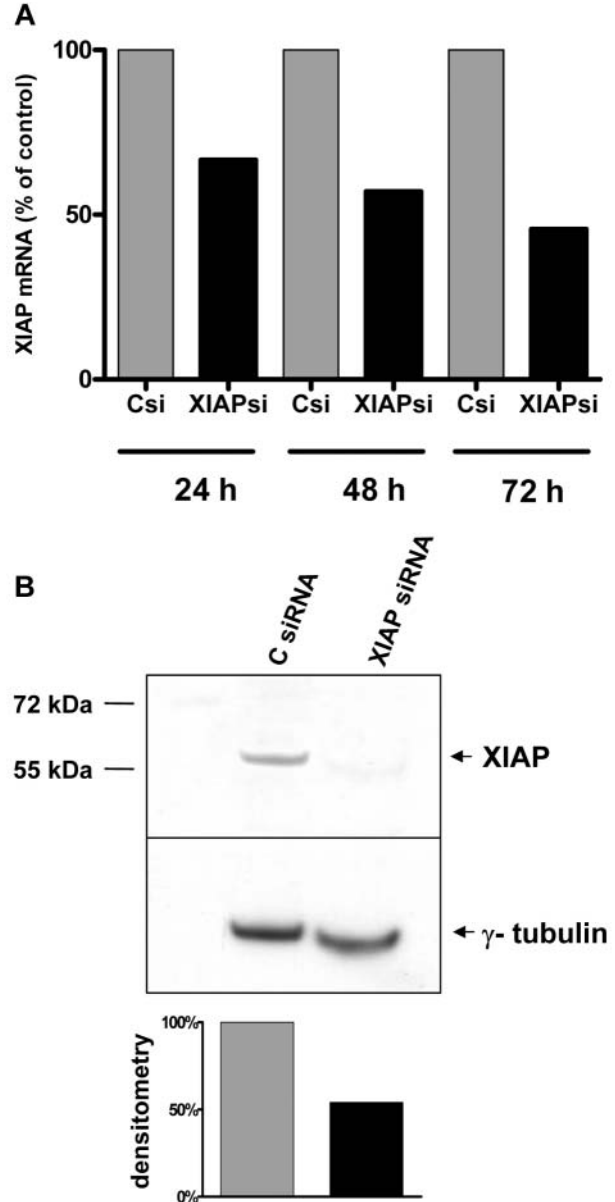 A
XIAP mRNA (% of control)
100
50
0
Csi XIAPsi Csi XIAPsi Csi XIAPsi
24 h 48 h 72 h
B
C siRNA XIAP siRNA
72 kDa
55 kDa
XIAP
γ- tubulin
densitometry
100%
50%
0%